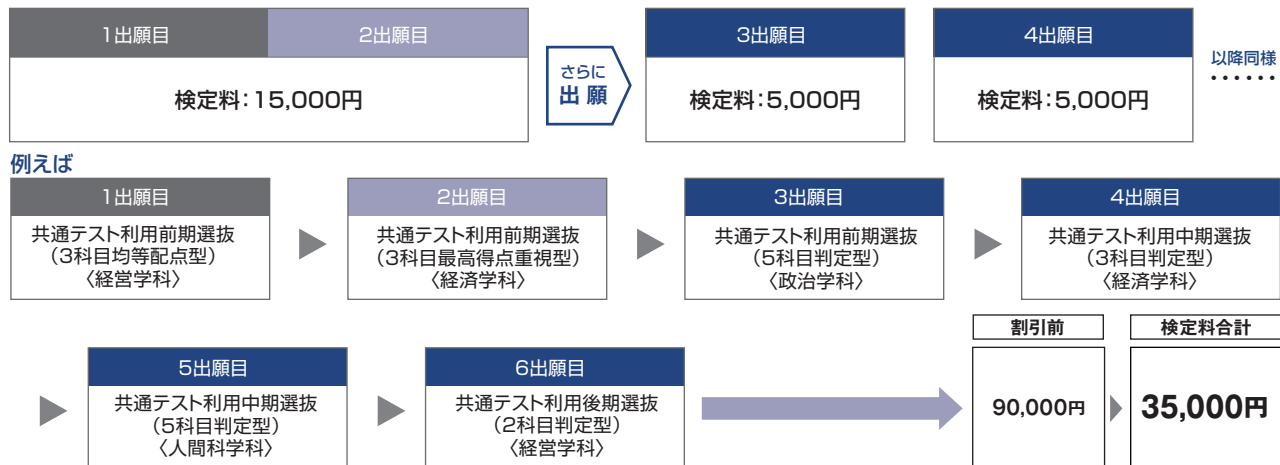 1出願目
2出願目
検定料:15,000円
さらに
出願
3出願目
検定料:5,000円
4出願目
検定料:5,000円
以降同様
••••••
例えば
1出願目
共通テスト利用前期選抜
(3科目均等配点型)
〈経営学科〉
2出願目
共通テスト利用前期選抜
(3科目最高得点重視型)
〈経済学科〉
3出願目
共通テスト利用前期選抜
(5科目判定型)
〈政治学科〉
4出願目
共通テスト利用中期選抜
(3科目判定型)
〈経済学科〉
5出願目
共通テスト利用中期選抜
(5科目判定型)
〈人間科学科〉
6出願目
共通テスト利用後期選抜
(2科目判定型)
〈経営学科〉
割引前
90,000円
検定料合計
35,000円